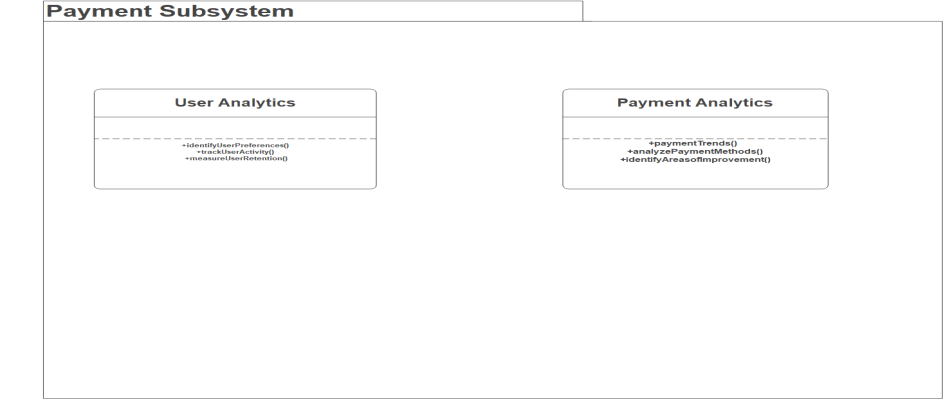 Payment Subsystem
User Analytics
+identifyUserPreferences()
+trackUserActivity()
+measureUserRetention()
Payment Analytics
+paymentTrends()
+analyzePaymentMethods()
+identifyAreasofImprovement()